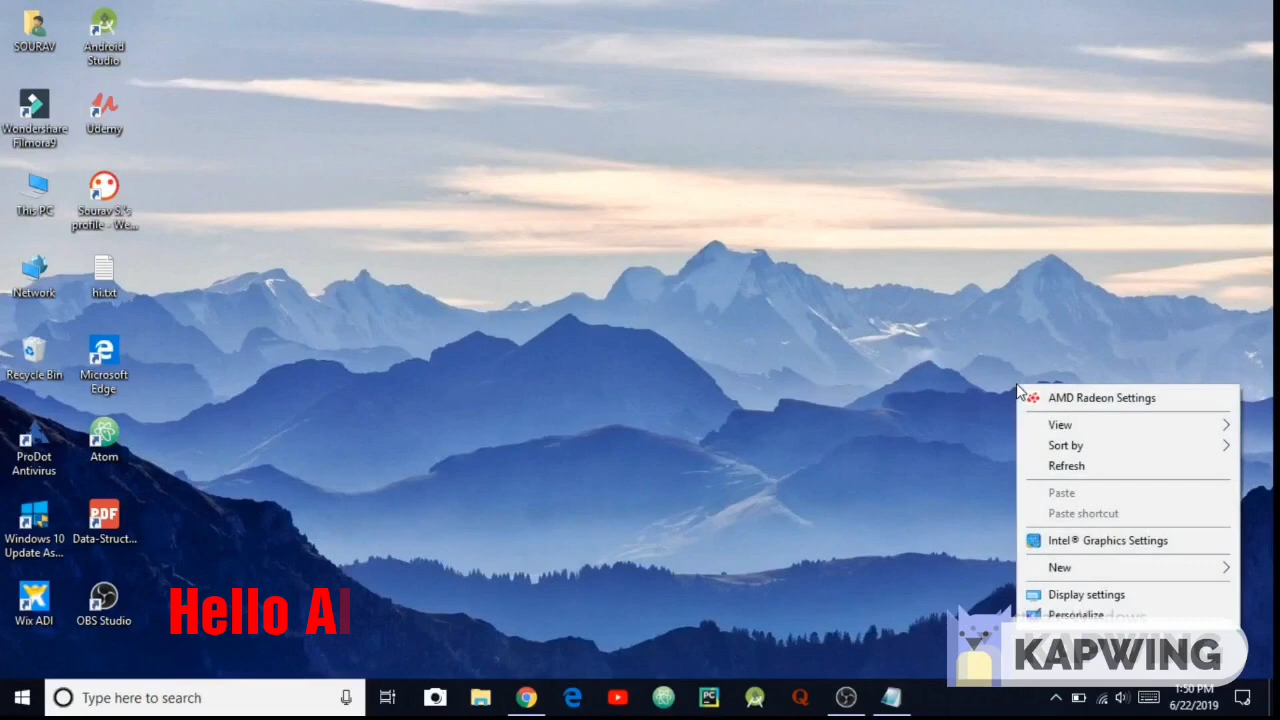 SOURAV
Android
Studio
Wondershare
Filmora9
Udemy
This PC
Sourav S.'s
profile - We...
Network
hi.txt
Recycle Bin
Microsoft
Edge
ProDot
Antivirus
Atom
Windows 10
Update As...
PDF
Data-Struct...
Wix ADI
OBS Studio
Hello Al
AMD Radeon Settings
View
Sort by
Refresh
Paste
Paste shortcut
Intel® Graphics Settings
New
Display settings
Personalize
KAPWING
Type here to search
PC
1:50 PM
6/22/2019